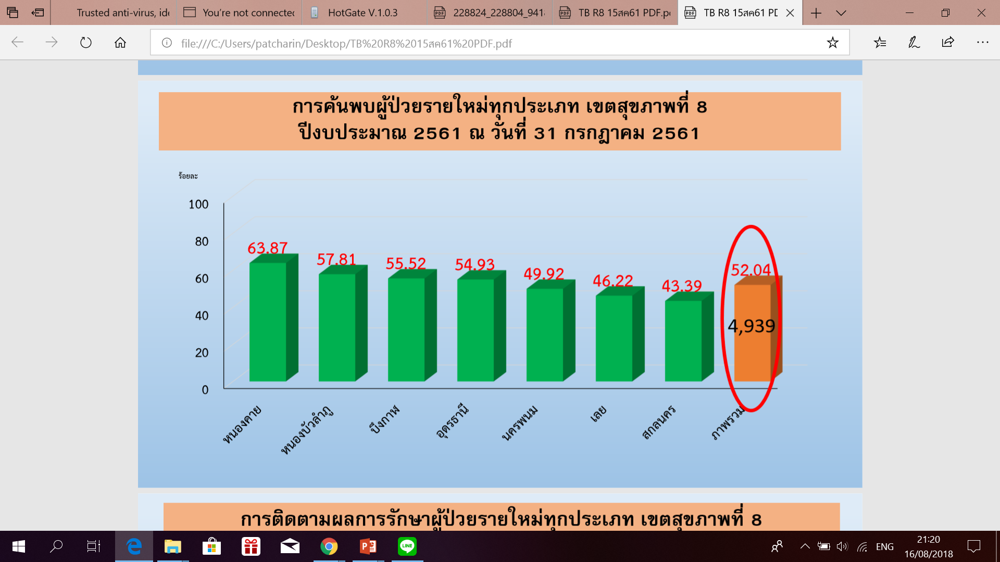 Trusted anti-virus, ide
You're not connected
HotGate V.1.0.3
228824_228804_941
TB R8 15สค61 PDF.p
TB R8 15สค61 PD
file:///C:/Users/patcharin/Desktop/TB%20R8%2015สค61%20PDF.pdf
การค้นพบผู้ป่วยรายใหม่ทุกประเภท เขตสุขภาพที่ 8
ปีงบประมาณ 2561 ณ วันที่ 31 กรกฎาคม 2561
ร้อยละ
100
80
60
40
20
0
63.87
57.81
55.52
54.93
49.92
46.22
43.39
52.04
4,939
หนองคาย
หนองบัวลำภู
บึงกาฬ
อุดรธานี
นครพนม
เลย
สกลนคร
ภาพรวม
การติดตามผลการรักษาผู้ป่วยรายใหม่ทุกประเภท เขตสุขภาพที่ 8
LINE
ENG
21:20
16/08/2018